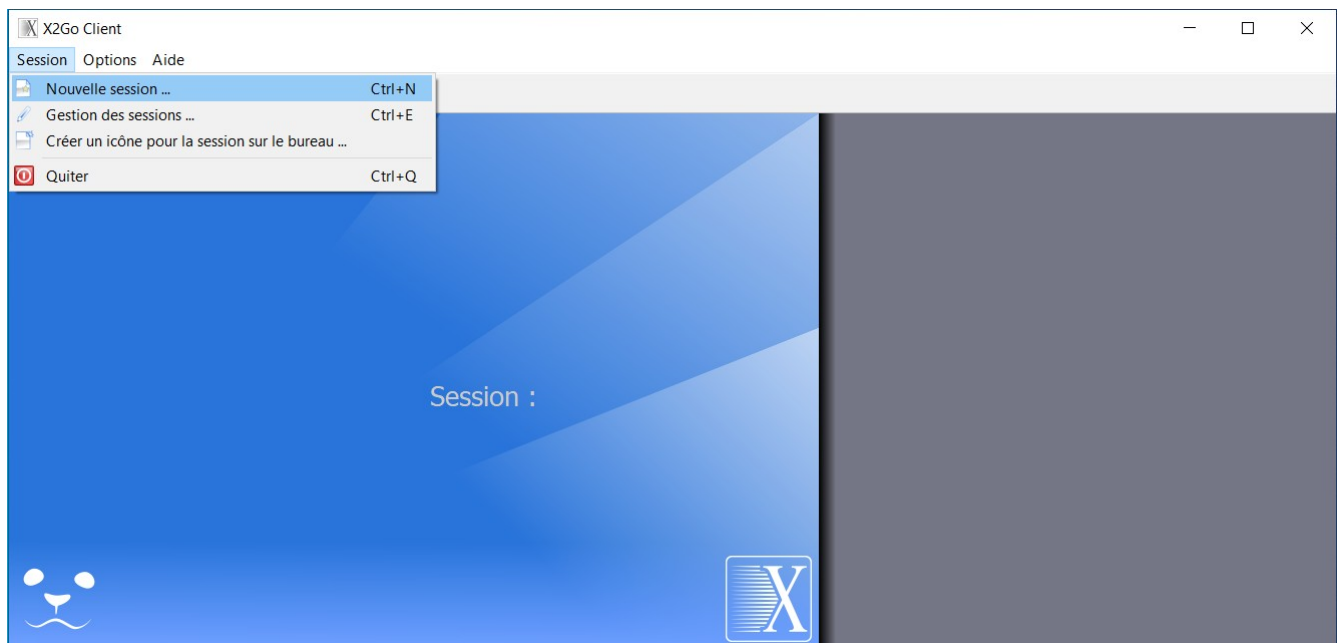 X2Go Client
Session Options Aide
Nouvelle session ... Ctrl+N
Gestion des sessions ... Ctrl+E
Créer un icône pour la session sur le bureau ...
Quiter Ctrl+Q
Session :
X